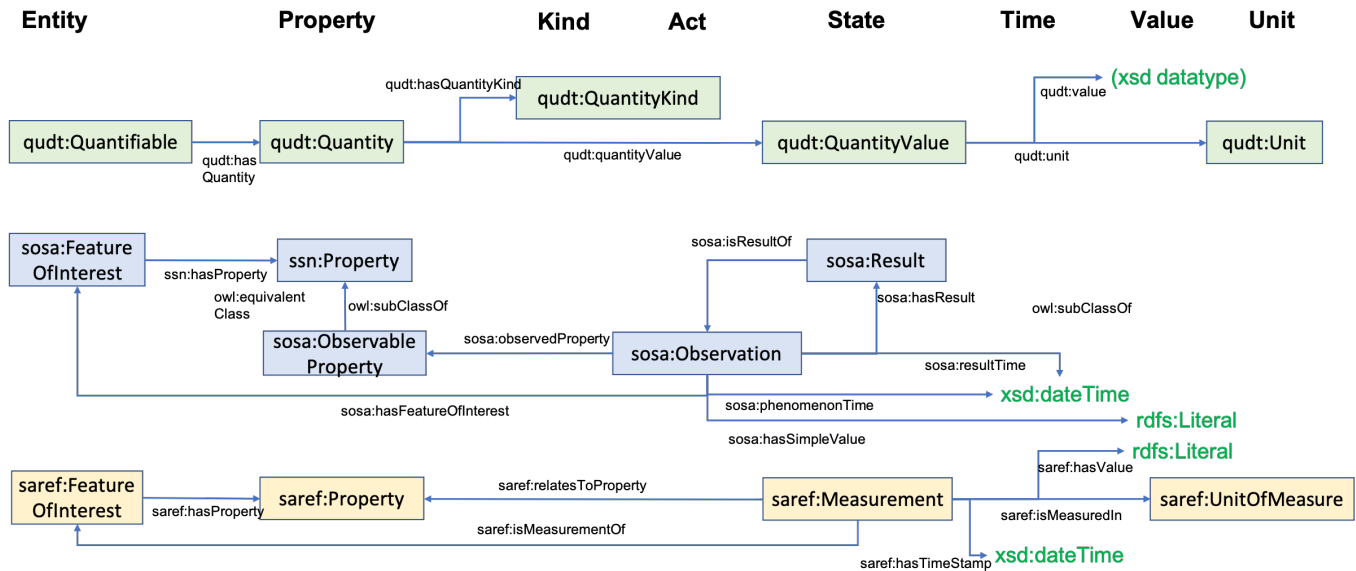 Entity Property Kind Act State Time Value Unit
qudt:hasQuantityKind
qudt:QuantityKind
qudt:value
(xsd datatype)
qudt:Quantifiable
qudt:has
Quantity
qudt:Quantity
qudt:quantityValue
qudt:QuantityValue
qudt:unit
qudt:Unit
sosa:Feature
OfInterest
ssn:hasProperty
ssn:Property
sosa:isResultOf
sosa:Result
owl:equivalent
Class
owl:subClassOf
sosa:hasResult
owl:subClassOf
sosa:Observable
Property
sosa:observedProperty
sosa:Observation
sosa:resultTime
xsd:dateTime
sosa:phenomenonTime
sosa:hasFeatureOfInterest
rdfs:Literal
sosa:hasSimpleValue
rdfs:Literal
saref:hasValue
saref:Feature
OfInterest
saref:hasProperty
saref:Property
saref:relatesToProperty
saref:Measurement
saref:isMeasuredIn
saref:UnitOfMeasure
saref:isMeasurementOf
xsd:dateTime
saref:hasTimeStamp